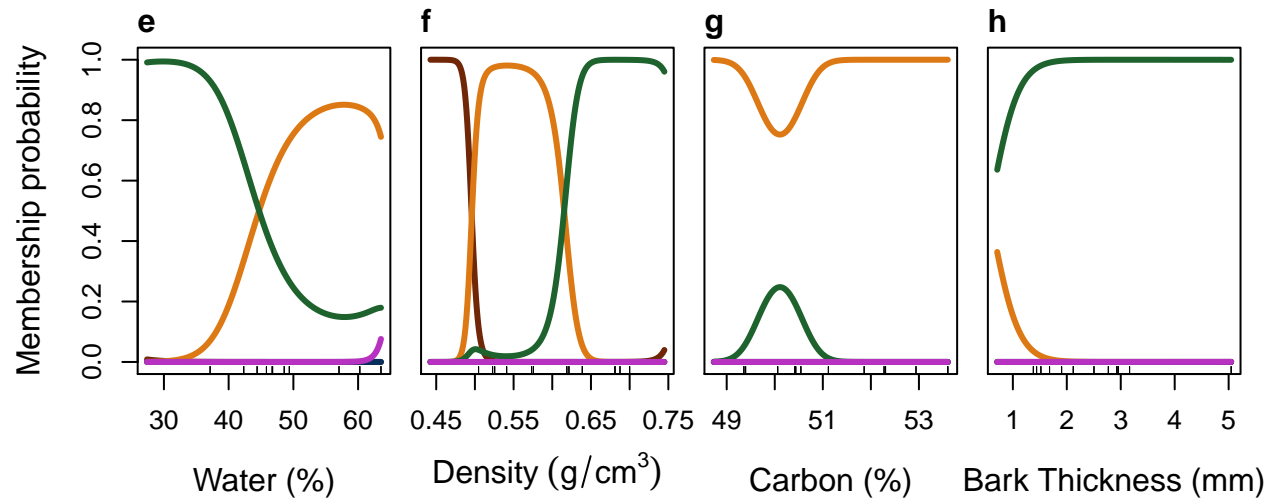 e f g h
Membership probability
1.0
0.8
0.6
0.4
0.2
0.0
30 40 50 60
0.45 0.55 0.65 0.75
49 51 53
1 2 3 4 5
Water (%)
Density (g/cm³)
Carbon (%)
Bark Thickness (mm)